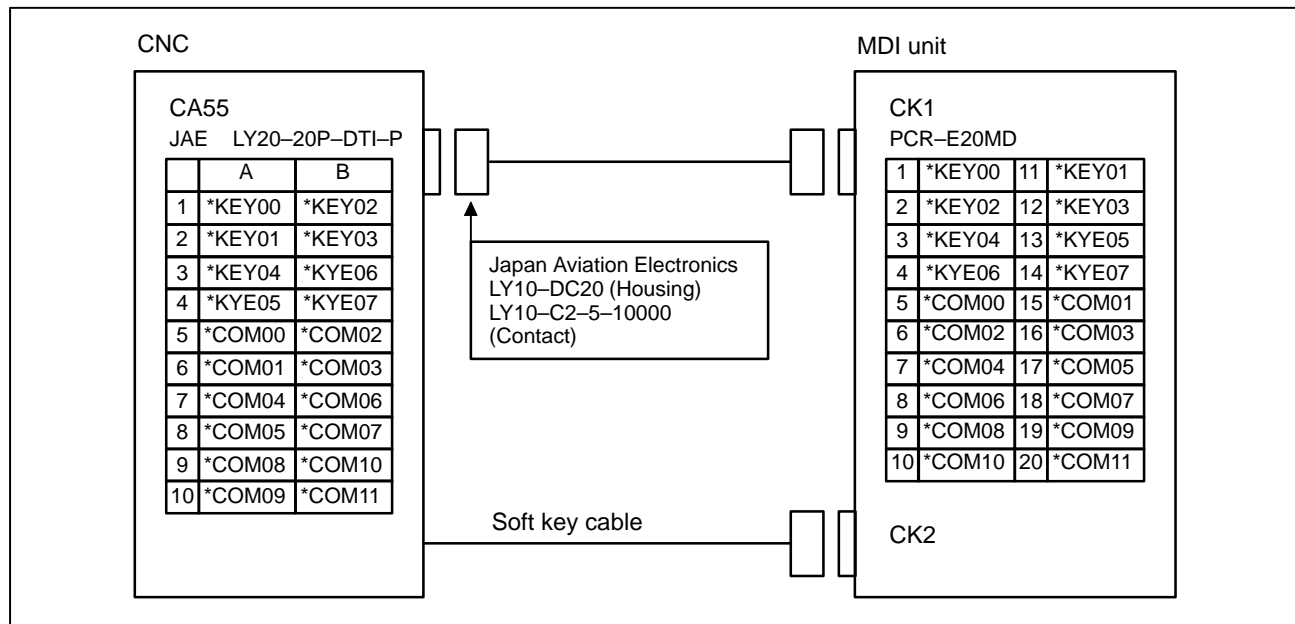 CNC
MDI unit
CA55
JAE LY20–20P–DTI–P
A B
1 *KEY00 *KEY02
2 *KEY01 *KEY03
3 *KEY04 *KYE06
4 *KYE05 *KYE07
5 *COM00 *COM02
6 *COM01 *COM03
7 *COM04 *COM06
8 *COM05 *COM07
9 *COM08 *COM10
10 *COM09 *COM11
Japan Aviation Electronics
LY10–DC20 (Housing)
LY10–C2–5–10000
(Contact)
CK1
PCR–E20MD
1 *KEY00 11 *KEY01
2 *KEY02 12 *KEY03
3 *KEY04 13 *KYE05
4 *KYE06 14 *KYE07
5 *COM00 15 *COM01
6 *COM02 16 *COM03
7 *COM04 17 *COM05
8 *COM06 18 *COM07
9 *COM08 19 *COM09
10 *COM10 20 *COM11
Soft key cable
CK2